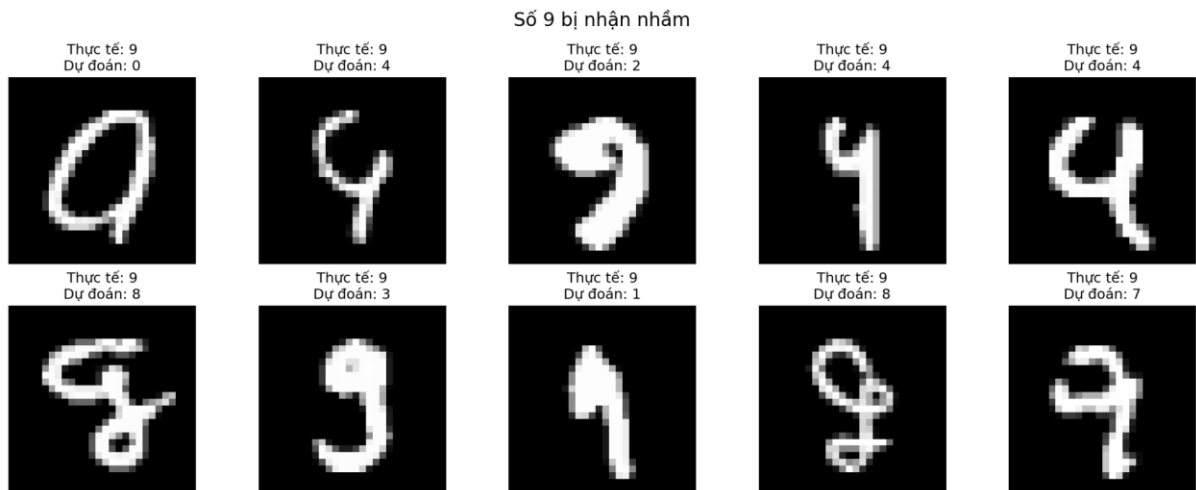 Số 9 bị nhận nhầm
Thực tế: 9
Dự đoán: 0
Thực tế: 9
Dự đoán: 4
Thực tế: 9
Dự đoán: 2
Thực tế: 9
Dự đoán: 4
Thực tế: 9
Dự đoán: 4
Thực tế: 9
Dự đoán: 8
Thực tế: 9
Dự đoán: 3
Thực tế: 9
Dự đoán: 1
Thực tế: 9
Dự đoán: 8
Thực tế: 9
Dự đoán: 7